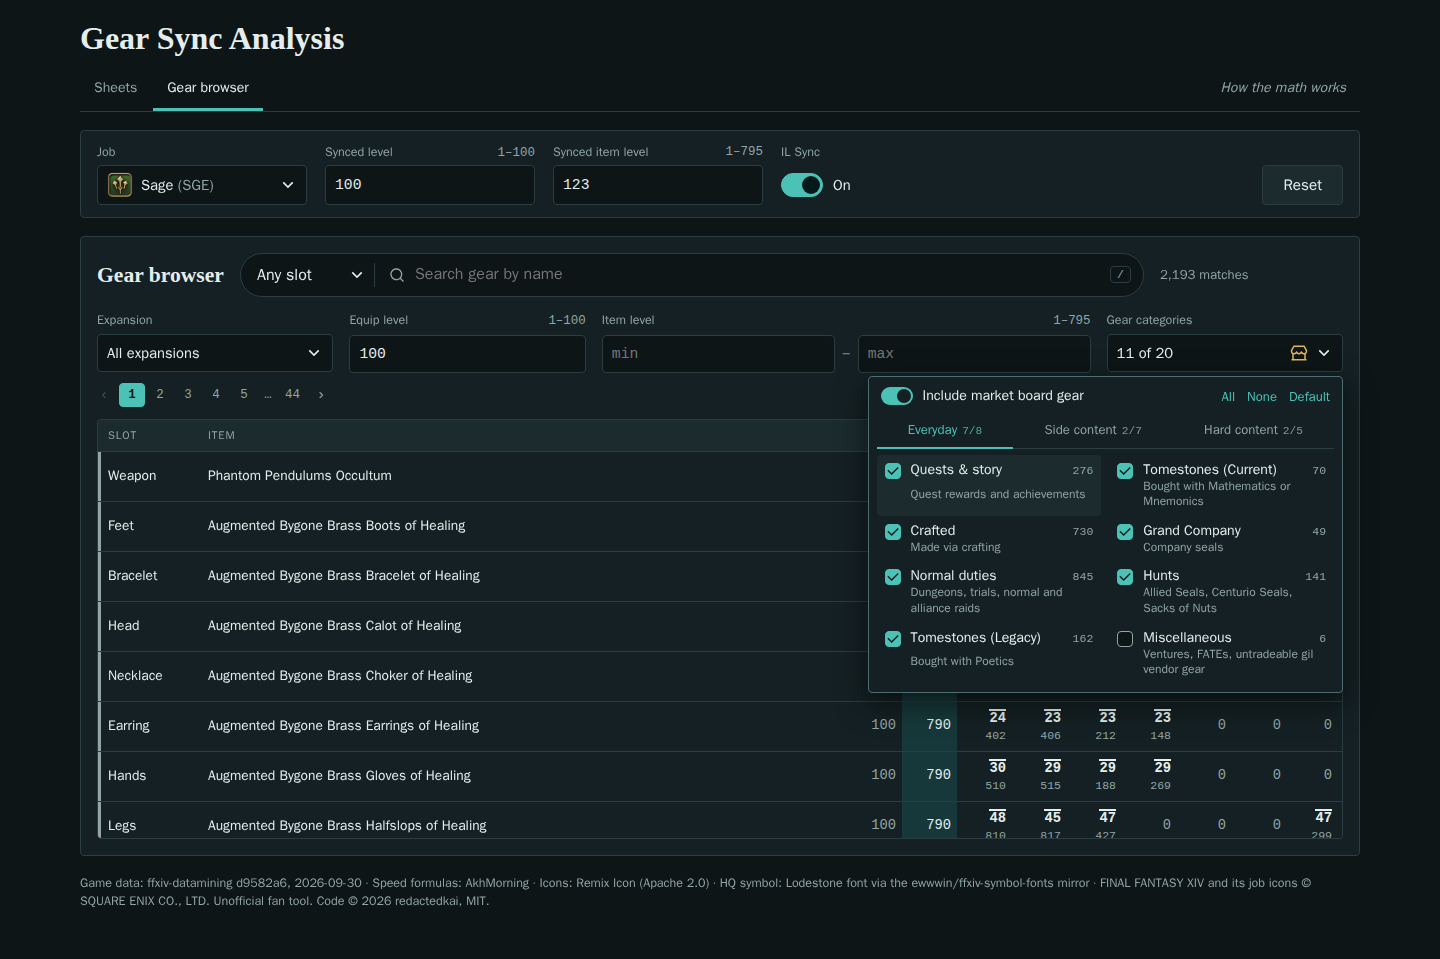 Gear Sync Analysis
Sheets
Gear browser
How the math works
Job
Synced level
1–100
Synced item level
1–795
IL Sync
Sage (SGE)
100
123
On
Reset
Gear browser
Any slot
Search gear by name
/
2,193 matches
Expansion
Equip level
1–100
Item level
1–795
Gear categories
All expansions
100
min
–
max
11 of 20
‹ 1 2 3 4 5 … 44 ›
Include market board gear
All None Default
Everyday 7/8
Side content 2/7
Hard content 2/5
Quests & story 276
Quest rewards and achievements
Tomestones (Current) 70
Bought with Mathematics or
Mnemonics
Crafted 730
Made via crafting
Grand Company 49
Company seals
Normal duties 845
Dungeons, trials, normal and
alliance raids
Hunts 141
Allied Seals, Centurio Seals,
Sacks of Nuts
Tomestones (Legacy) 162
Bought with Poetics
Miscellaneous 6
Ventures, FATEs, untradeable gil
vendor gear
SLOT ITEM
Weapon Phantom Pendulums Occultum
Feet Augmented Bygone Brass Boots of Healing
Bracelet Augmented Bygone Brass Bracelet of Healing
Head Augmented Bygone Brass Calot of Healing
Necklace Augmented Bygone Brass Choker of Healing
Earring Augmented Bygone Brass Earrings of Healing 100 790 24 23 23 23 0 0 0
402 406 212 148
Hands Augmented Bygone Brass Gloves of Healing 100 790 30 29 29 29 0 0 0
510 515 188 269
Legs Augmented Bygone Brass Halfslops of Healing 100 790 48 45 47 0 0 0 47
810 817 427 299
Game data: ffxiv-datamining d9582a6, 2026-09-30 · Speed formulas: AkhMorning · Icons: Remix Icon (Apache 2.0) · HQ symbol: Lodestone font via the ewwwin/ffxiv-symbol-fonts mirror · FINAL FANTASY XIV and its job icons ©
SQUARE ENIX CO., LTD. Unofficial fan tool. Code © 2026 redactedkai, MIT.